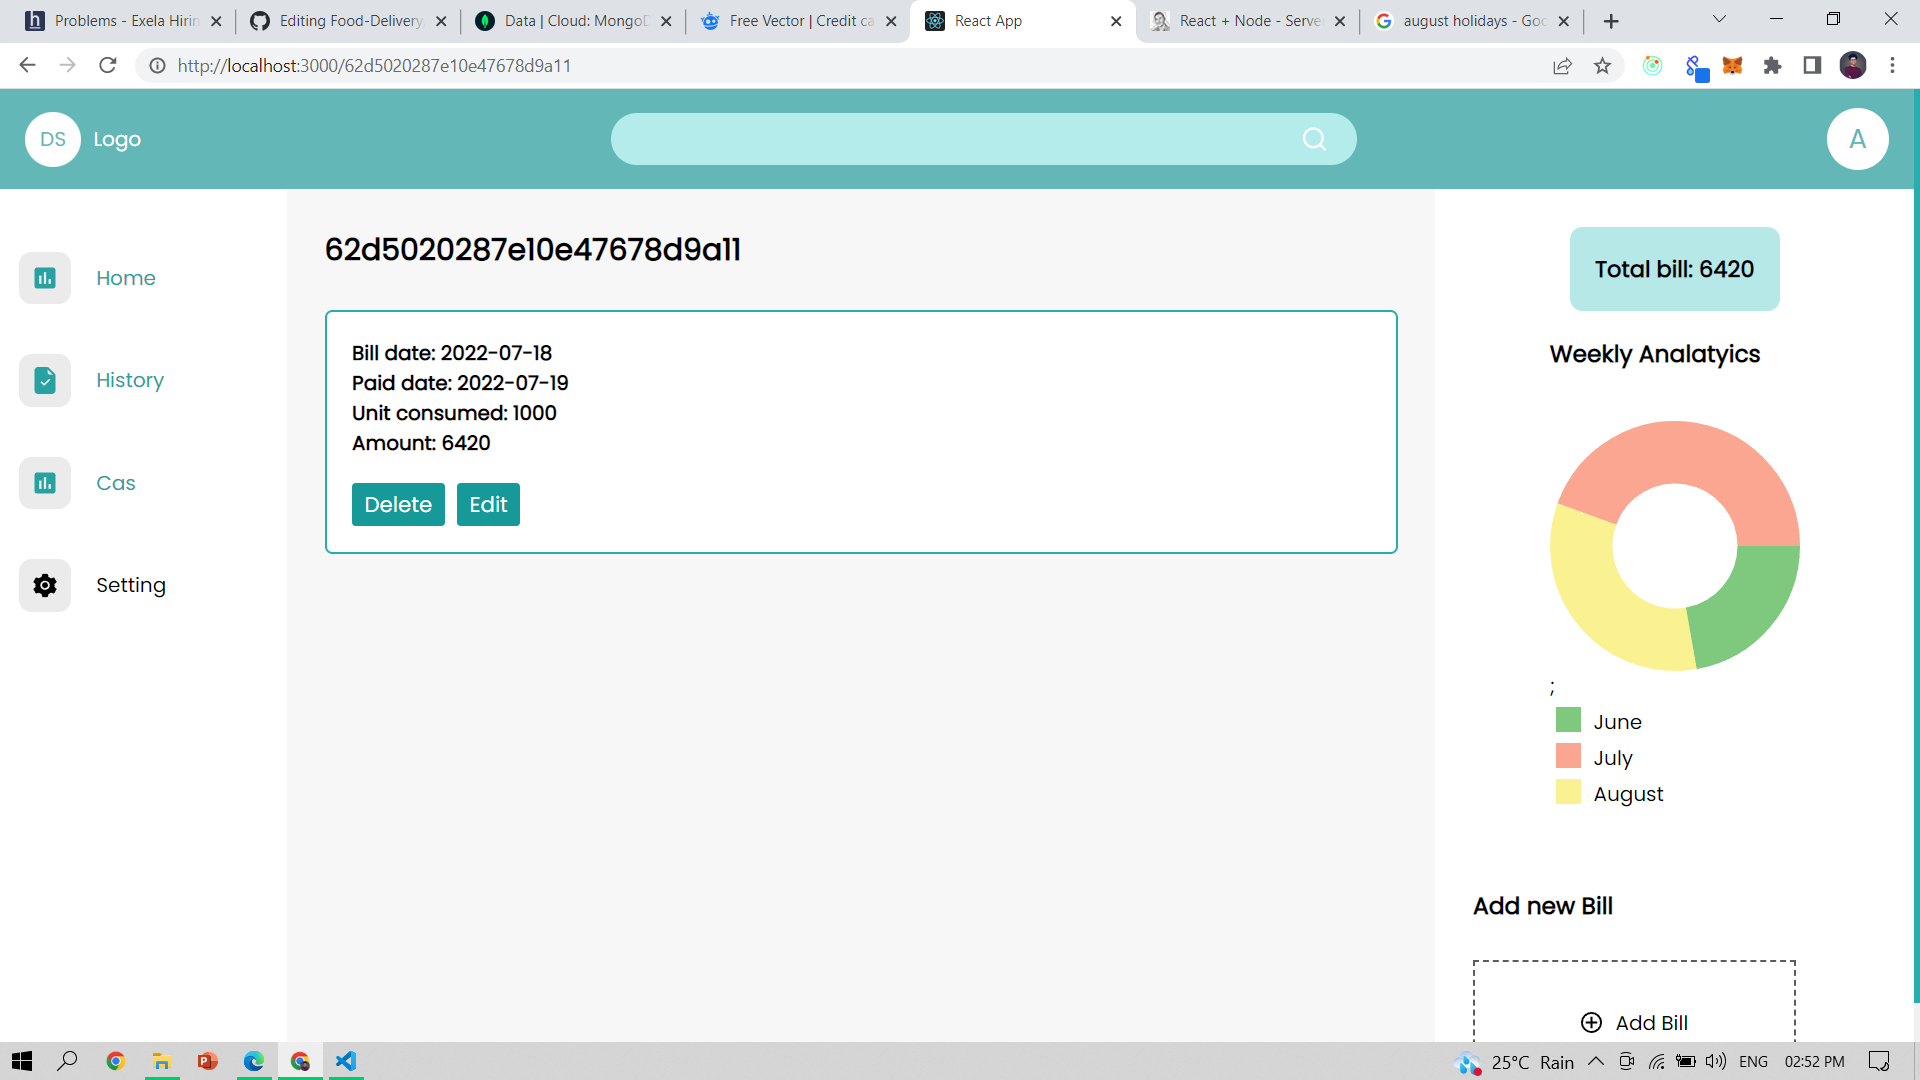 Problems - Exela Hirin
Editing Food-Delivery
Data | Cloud: MongoD
Free Vector | Credit ca
React App
React + Node - Server
august holidays - Goo
http://localhost:3000/62d5020287e10e47678d9a11
DS Logo
A
Home
History
Cas
Setting
62d5020287e10e47678d9a11
Bill date: 2022-07-18
Paid date: 2022-07-19
Unit consumed: 1000
Amount: 6420
Delete Edit
Total bill: 6420
Weekly Analatyics
;
June
July
August
Add new Bill
Add Bill
25°C Rain
ENG
02:52 PM